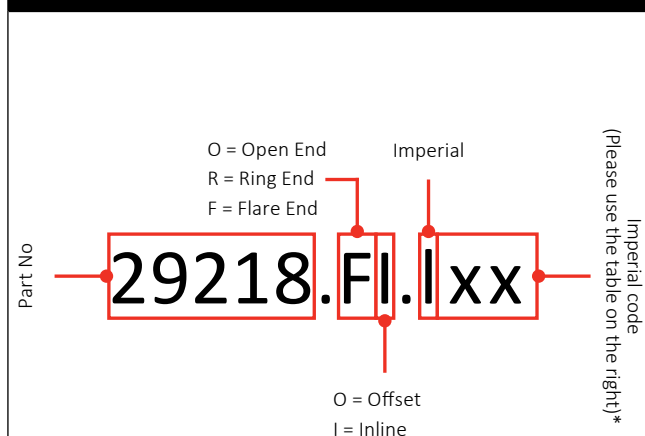 O = Open End
R = Ring End
F = Flare End
Imperial
Part No
29218.FI.Ixx
Imperial code
(Please use the table on the right)*
O = Offset
I = Inline